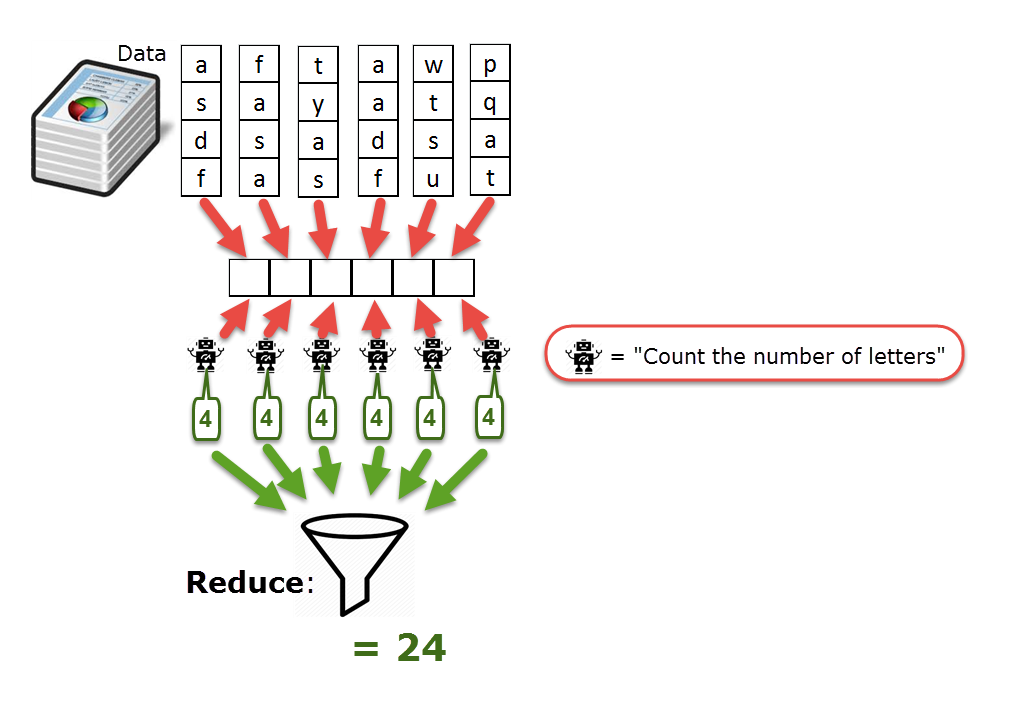 Data
a f t a w p
s a y a t q
d s a d s a
f a s f u t
= "Count the number of letters"
4 4 4 4 4 4
Reduce:
= 24